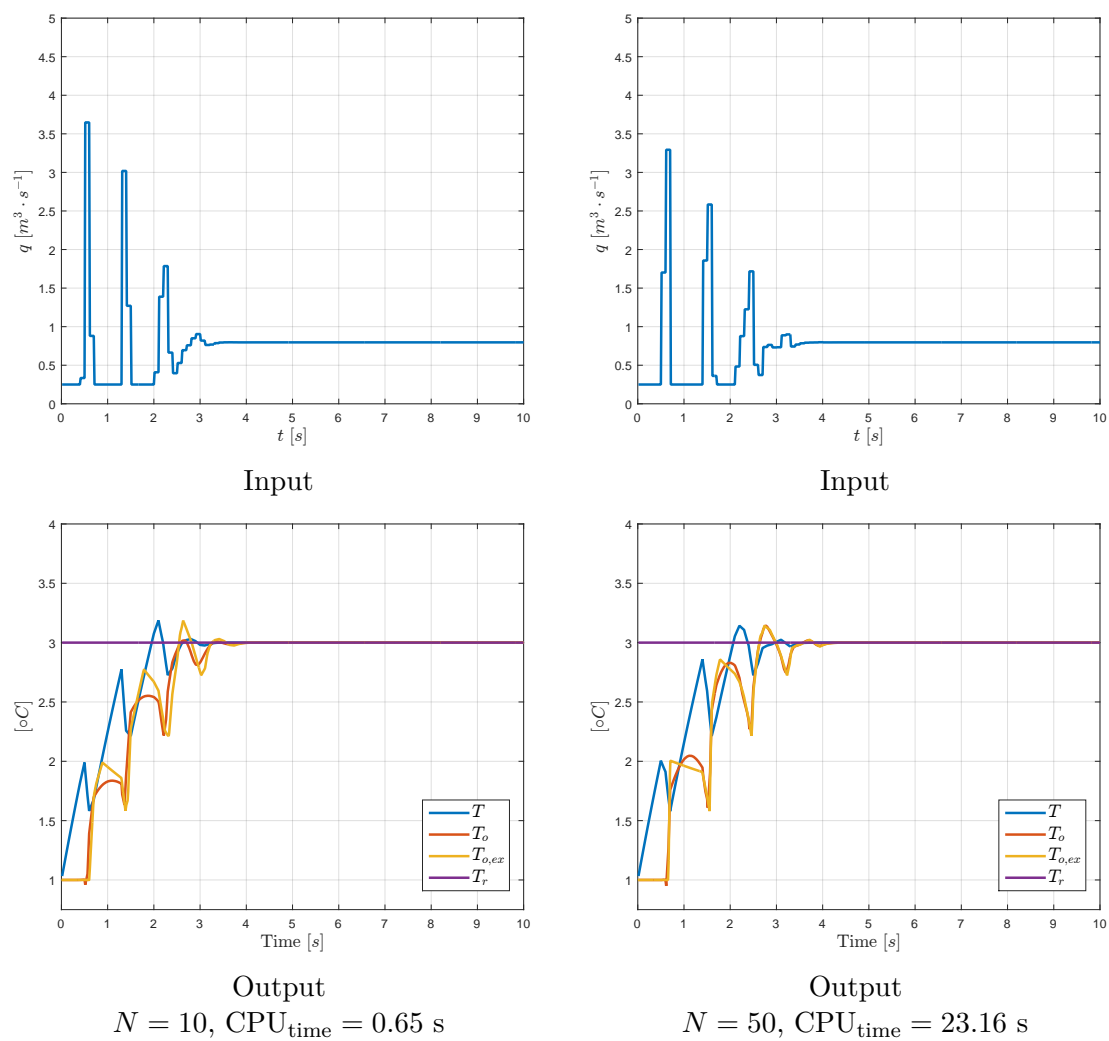 5
4.5
4
3.5
3
2.5
2
1.5
1
0.5
0
q [m³ · s⁻¹]
0 1 2 3 4 5 6 7 8 9 10
t [s]
Input
5
4.5
4
3.5
3
2.5
2
1.5
1
0.5
0
q [m³ · s⁻¹]
0 1 2 3 4 5 6 7 8 9 10
t [s]
Input
4
3.5
3
2.5
2
1.5
1
[∘C]
T
T_o
T_{o,ex}
T_r
0 1 2 3 4 5 6 7 8 9 10
Time [s]
Output
N = 10, CPU_time = 0.65 s
4
3.5
3
2.5
2
1.5
1
[∘C]
T
T_o
T_{o,ex}
T_r
0 1 2 3 4 5 6 7 8 9 10
Time [s]
Output
N = 50, CPU_time = 23.16 s